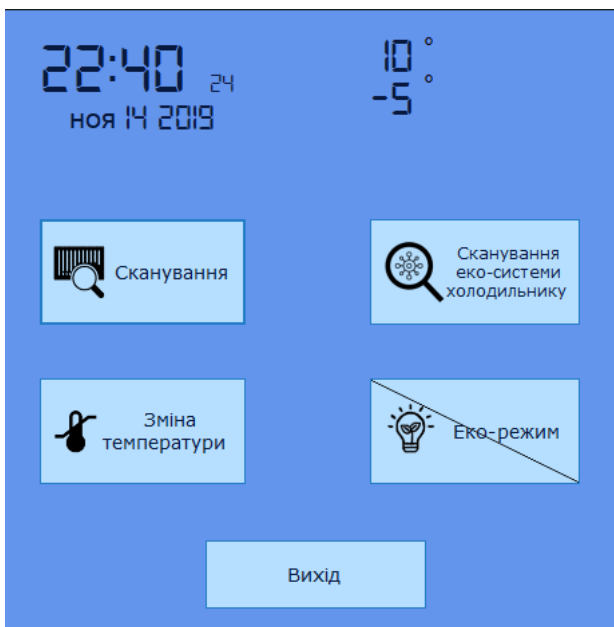 22:40 24
ноя 14 2019
10°
-5°
Сканування
Сканування
еко-системи
холодильнику
Зміна
температури
Еко-режим
Вихід